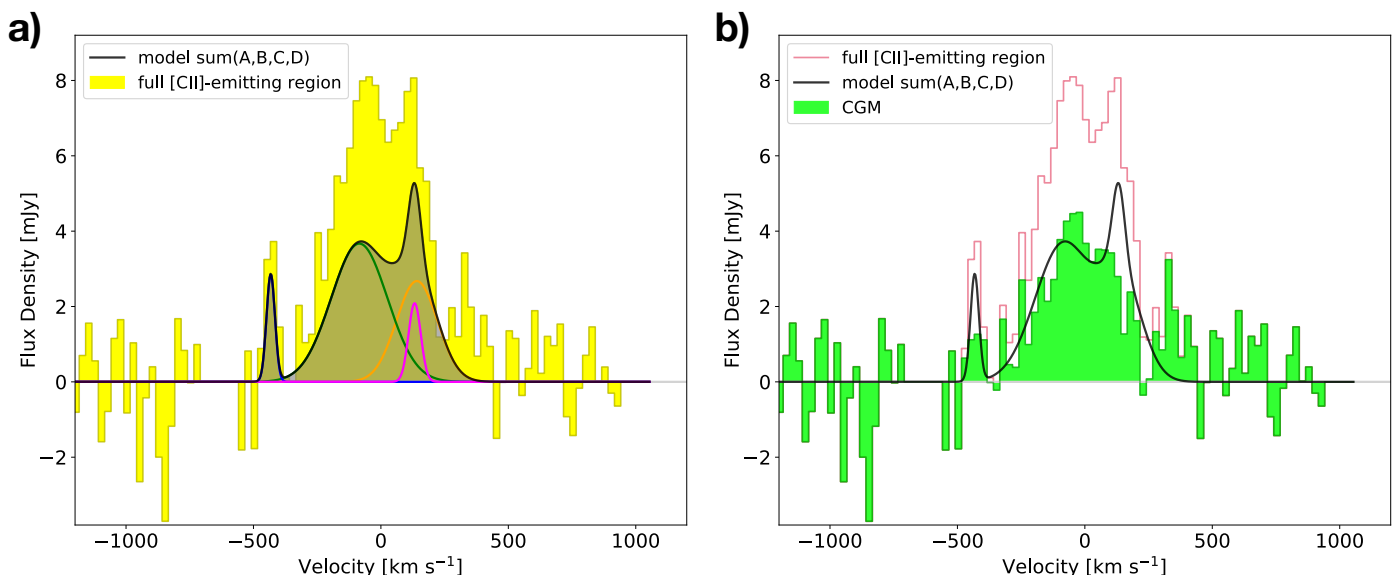 a)
model sum(A,B,C,D)
full [CII]-emitting region
Flux Density [mJy]
8
6
4
2
0
−2
−1000
−500
0
500
1000
Velocity [km s⁻¹]
b)
full [CII]-emitting region
model sum(A,B,C,D)
CGM
Flux Density [mJy]
8
6
4
2
0
−2
−1000
−500
0
500
1000
Velocity [km s⁻¹]